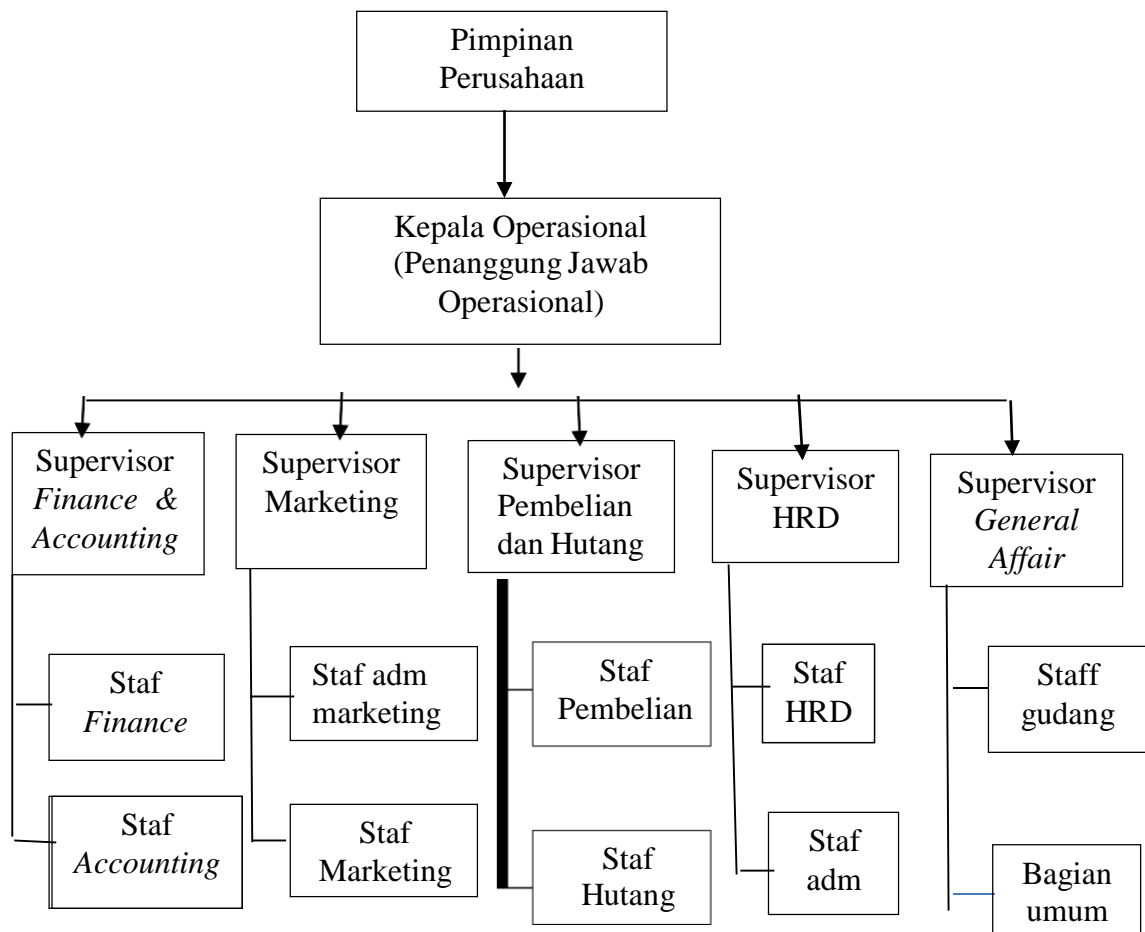 Pimpinan
Perusahaan
Kepala Operasional
(Penanggung Jawab
Operasional)
Supervisor
Finance & 
Accounting
Supervisor
Marketing
Supervisor
Pembelian
dan Hutang
Supervisor
HRD
Supervisor
General
Affair
Staf
Finance
Staf adm
marketing
Staf
Pembelian
Staf
HRD
Staff
gudang
Staf
Accounting
Staf
Marketing
Staf
Hutang
Staf
adm
Bagian
umum